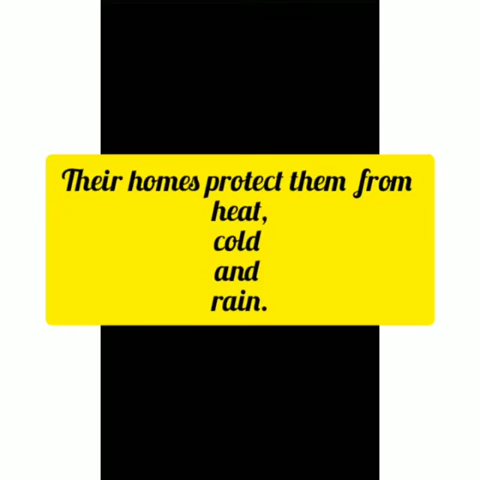 Their homes protect them from
heat,
cold
and
rain.